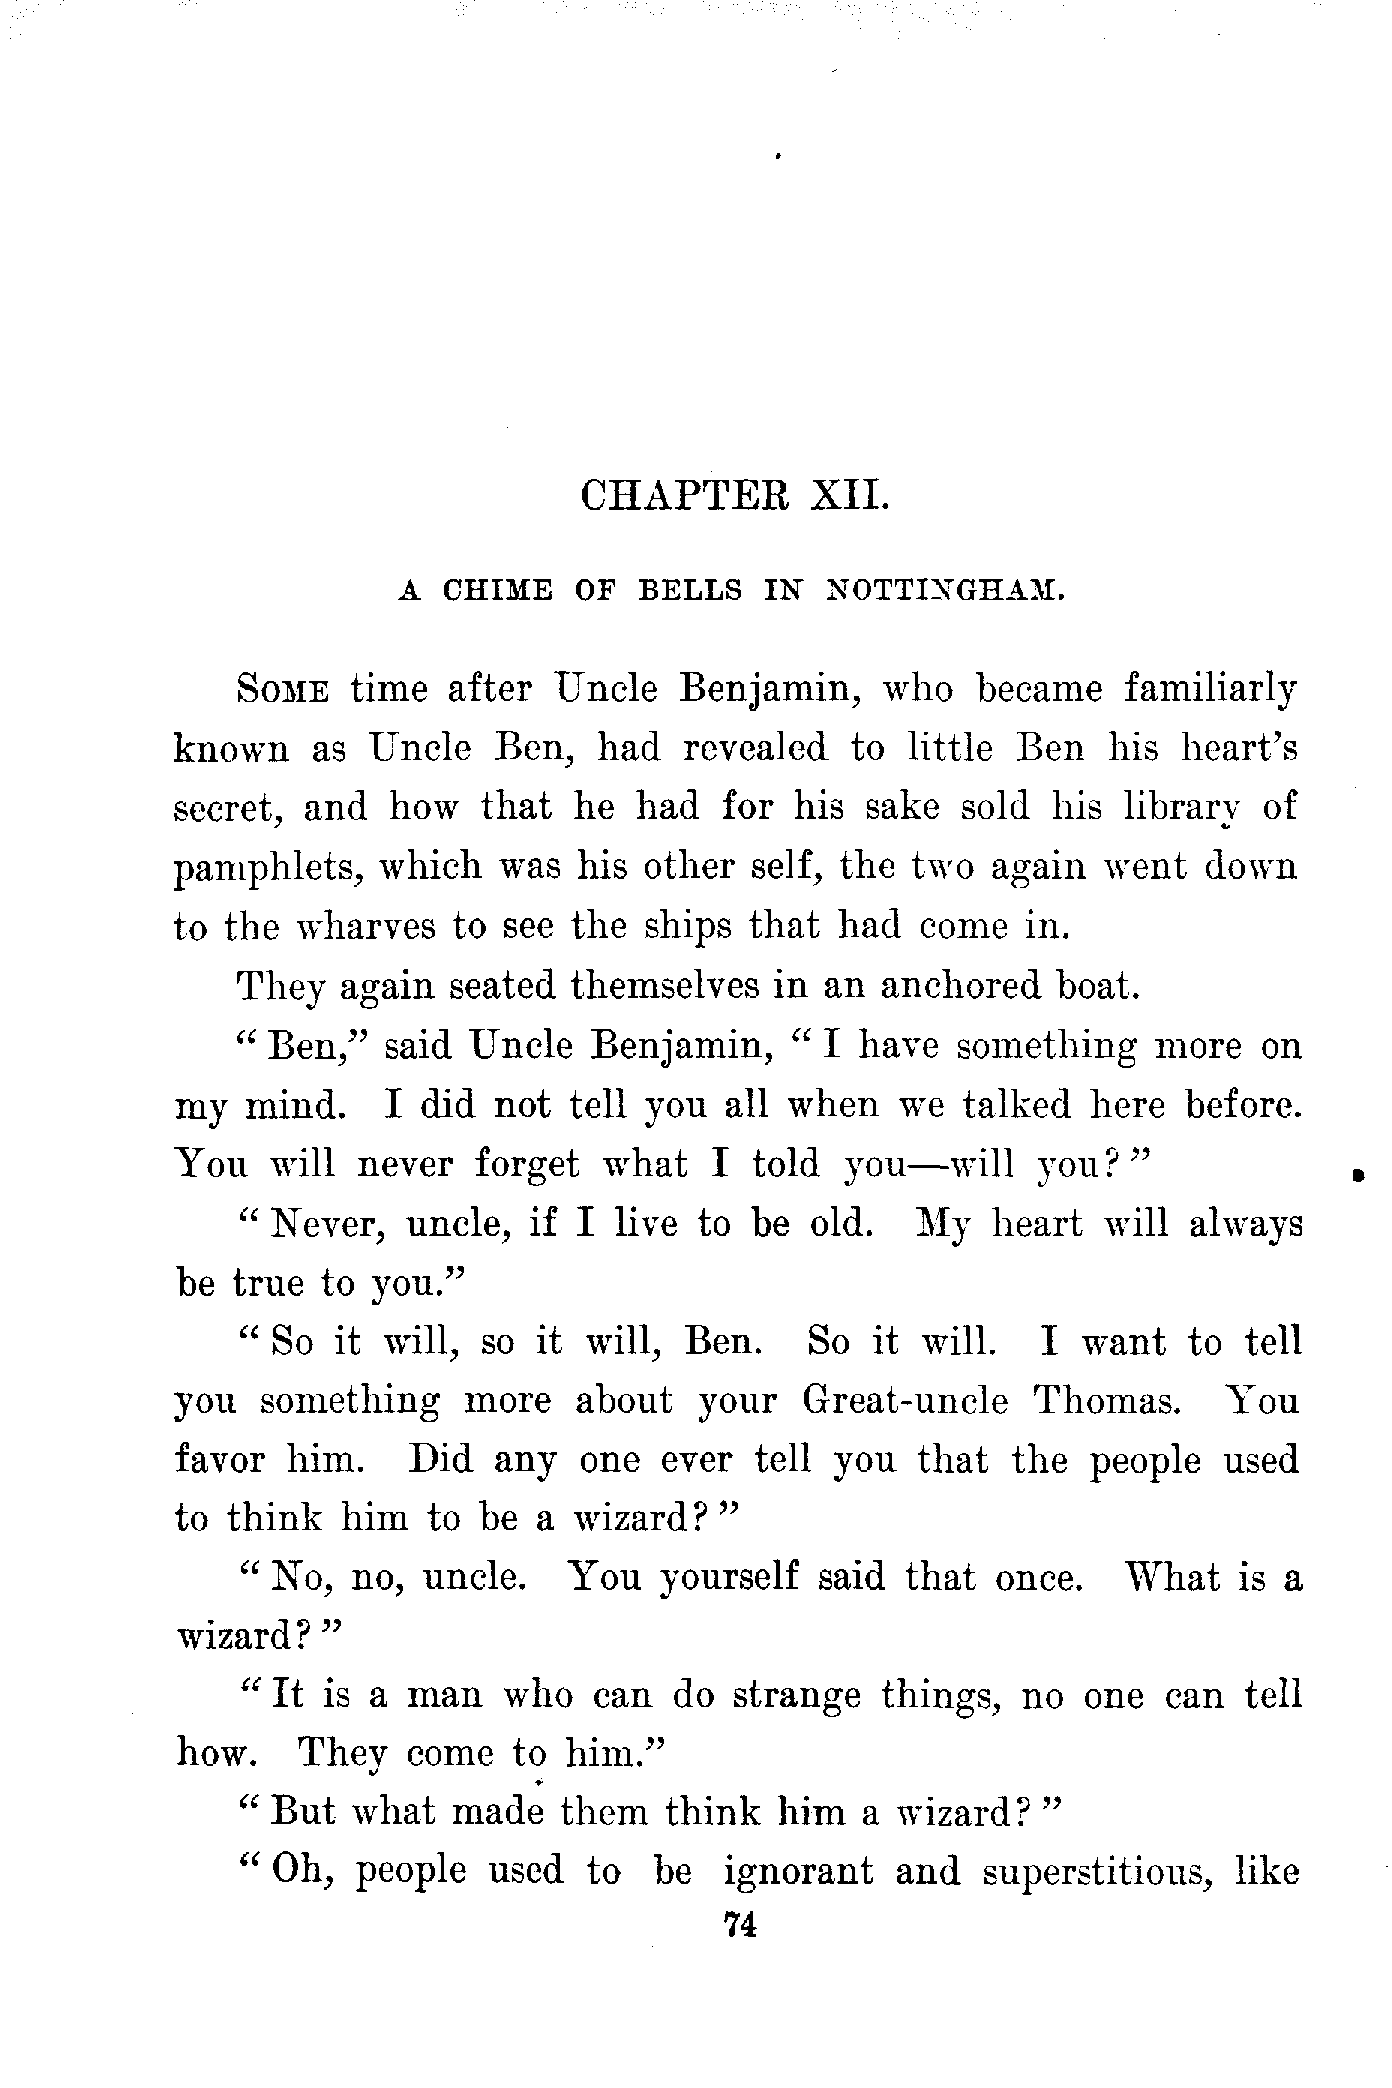 CHAPTER XII.
A CHIME OF BELLS IN NOTTINGHAM.
SOME time after Uncle Benjamin, who became familiarly
known as Uncle Ben, had revealed to little Ben his heart's
secret, and how that he had for his sake sold his library of
pamphlets, which was his other self, the two again went down
to the wharves to see the ships that had come in.
They again seated themselves in an anchored boat.
"Ben," said Uncle Benjamin, "I have something more on
my mind. I did not tell you all when we talked here before.
You will never forget what I told you—will you?"
"Never, uncle, if I live to be old. My heart will always
be true to you."
"So it will, so it will, Ben. So it will. I want to tell
you something more about your Great-uncle Thomas. You
favor him. Did any one ever tell you that the people used
to think him to be a wizard?"
"No, no, uncle. You yourself said that once. What is a
wizard?"
"It is a man who can do strange things, no one can tell
how. They come to him."
"But what made them think him a wizard?"
"Oh, people used to be ignorant and superstitious, like
74